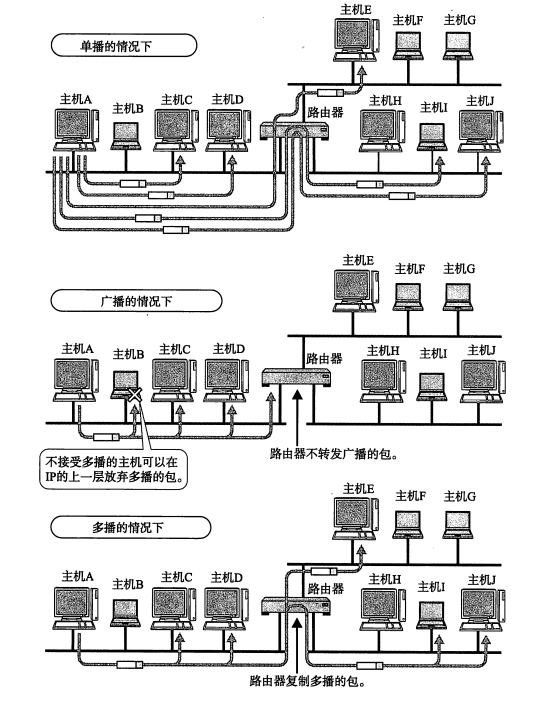 单播的情况下
主机E
主机F
主机G
主机A
主机B
主机C
主机D
路由器
主机H
主机I
主机J
广播的情况下
主机E
主机F
主机G
主机A
主机B
主机C
主机D
路由器
主机H
主机I
主机J
不接受多播的主机可以在
IP的上一层放弃多播的包。
路由器不转发广播的包。
多播的情况下
主机E
主机F
主机G
主机A
主机B
主机C
主机D
路由器
主机H
主机I
主机J
路由器复制多播的包。